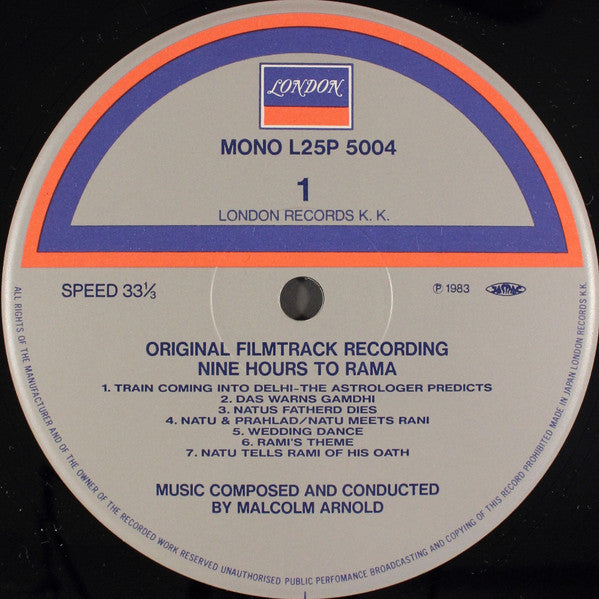 LONDON
MONO L25P 5004
1
LONDON RECORDS K. K.
SPEED 33⅓
℗ 1983
JASRAC
ORIGINAL FILMTRACK RECORDING
NINE HOURS TO RAMA
1. TRAIN COMING INTO DELHI-THE ASTROLOGER PREDICTS
2. DAS WARNS GAMDHI
3. NATUS FATHERD DIES
4. NATU & PRAHLAD/NATU MEETS RANI
5. WEDDING DANCE
6. RAMI'S THEME
7. NATU TELLS RAMI OF HIS OATH
MUSIC COMPOSED AND CONDUCTED
BY MALCOLM ARNOLD
ALL RIGHTS OF THE MANUFACTURER AND OF THE OWNER OF THE RECORDED WORK RESERVED UNAUTHORISED PUBLIC PERFOMANCE BROADCASTING AND COPYING OF THIS RECORD PROHIBITED MADE IN JAPAN LONDON RECORDS K.K.